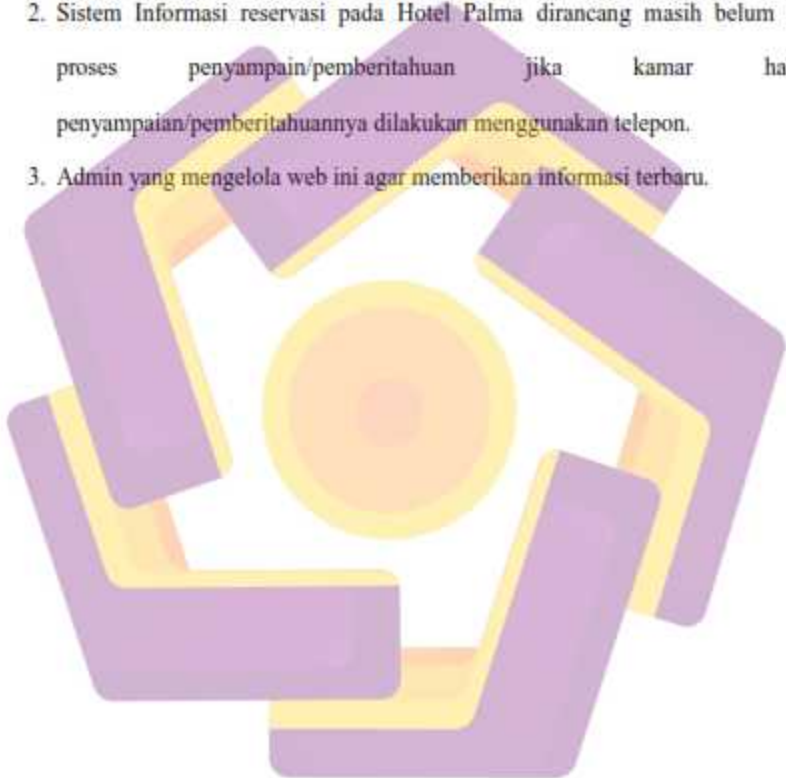 2. Sistem Informasi reservasi pada Hotel Palma dirancang masih belum
proses penyampain/pemberitahuan jika kamar ha
penyampaian/pemberitahuannya dilakukan menggunakan telepon.
3. Admin yang mengelola web ini agar memberikan informasi terbaru.